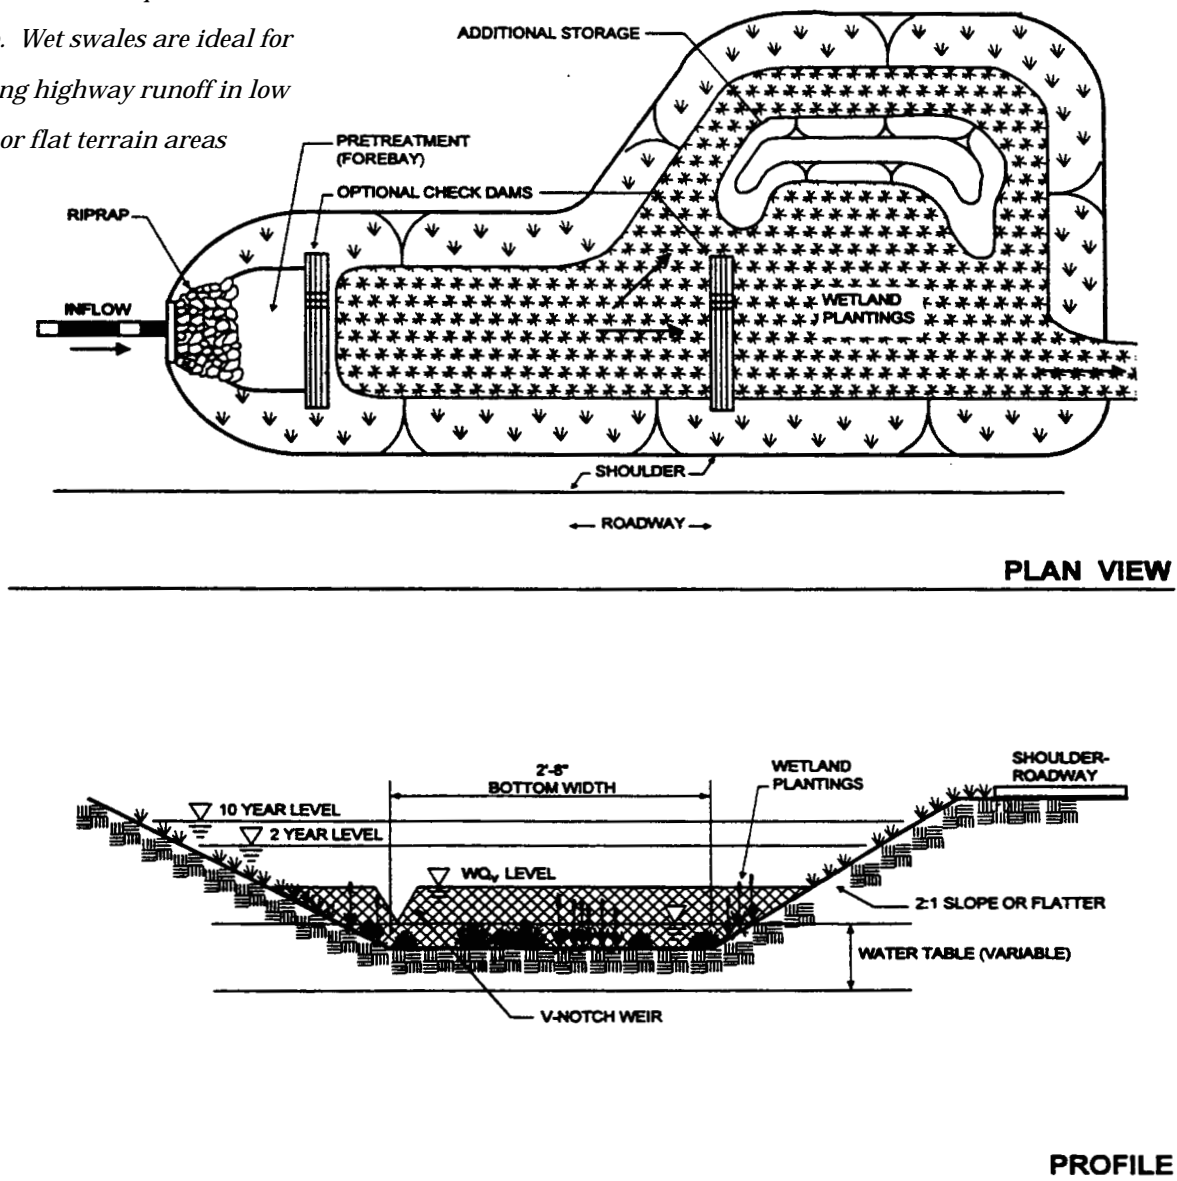 . Wet swales are ideal for
ng highway runoff in low
or flat terrain areas
ADDITIONAL STORAGE
PRETREATMENT
(FOREBAY)
OPTIONAL CHECK DAMS
RIPRAP
INFLOW
WETLAND
PLANTINGS
SHOULDER
ROADWAY
PLAN VIEW
2'-8"
BOTTOM WIDTH
WETLAND
PLANTINGS
SHOULDER-
ROADWAY
10 YEAR LEVEL
2 YEAR LEVEL
WQv LEVEL
2:1 SLOPE OR FLATTER
WATER TABLE (VARIABLE)
V-NOTCH WEIR
PROFILE